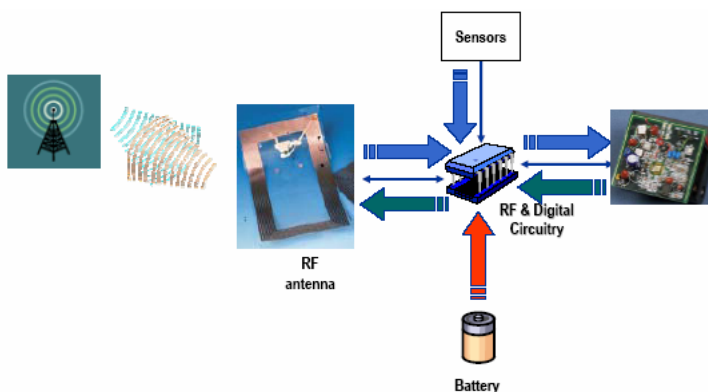 Sensors
RF & Digital
Circuitry
RF
antenna
Battery